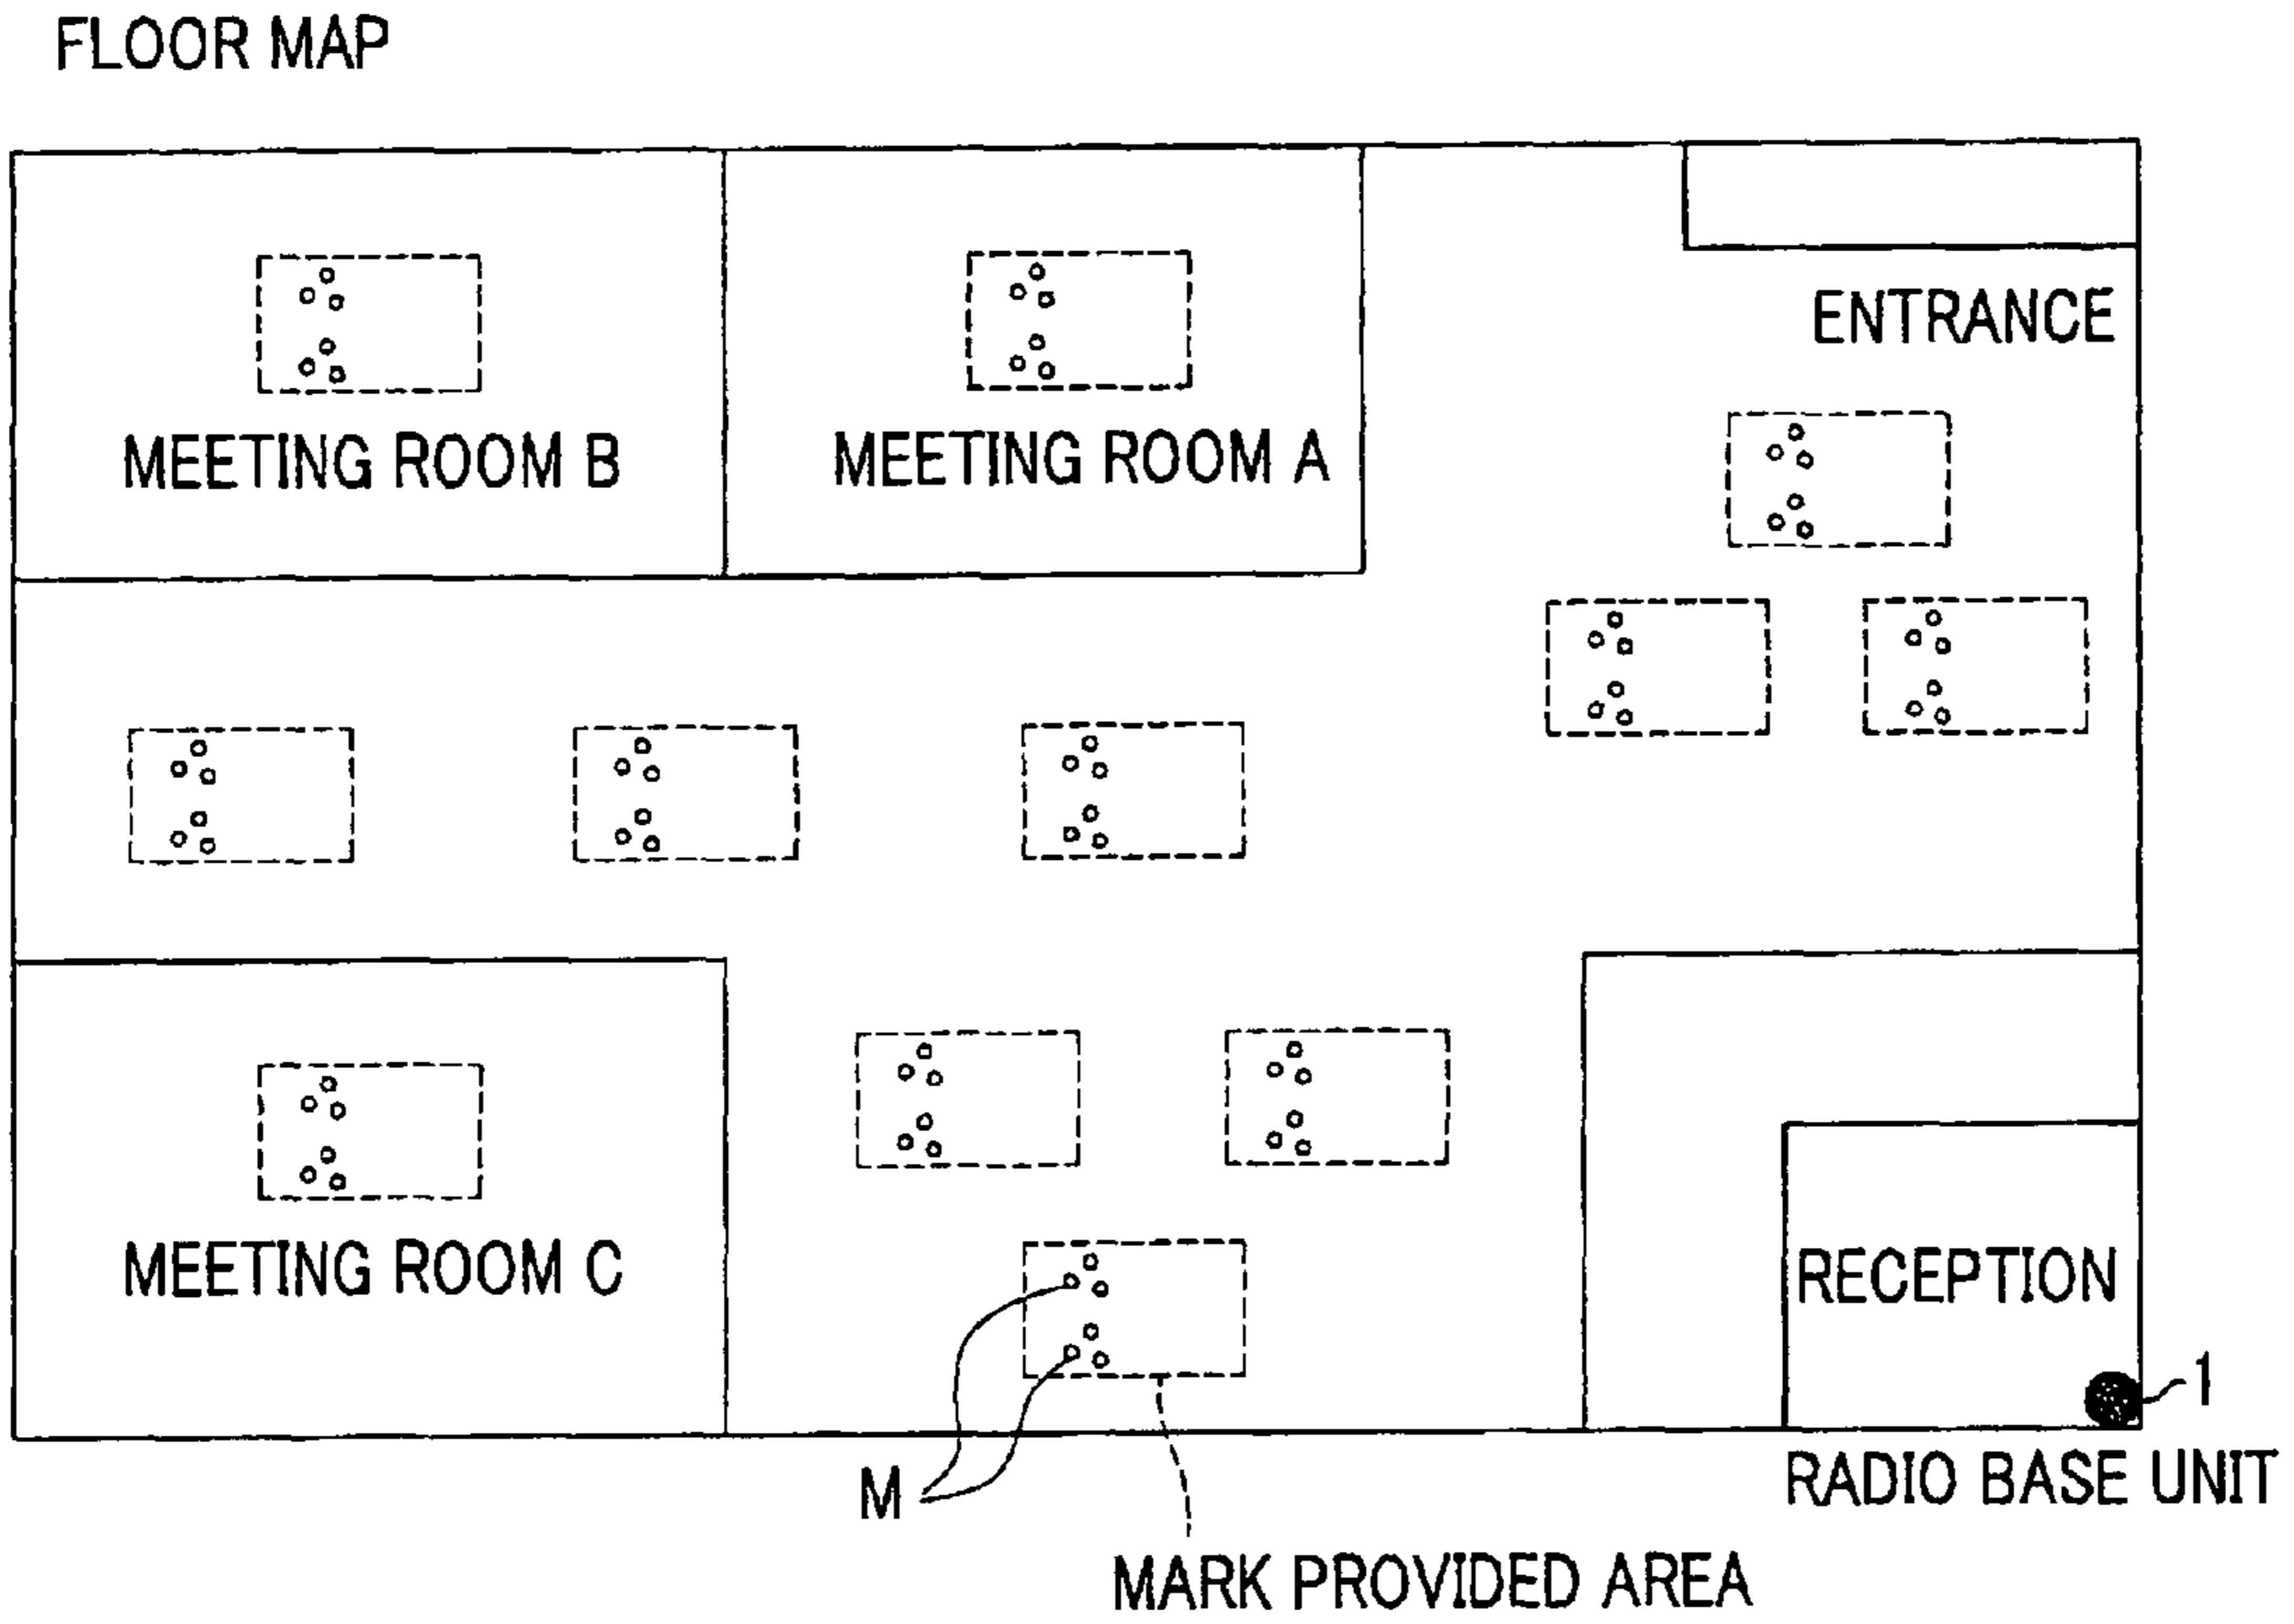 FLOOR MAP
ENTRANCE
MEETING ROOM B
MEETING ROOM A
MEETING ROOM C
RECEPTION
1
RADIO BASE UNIT
M
MARK PROVIDED AREA